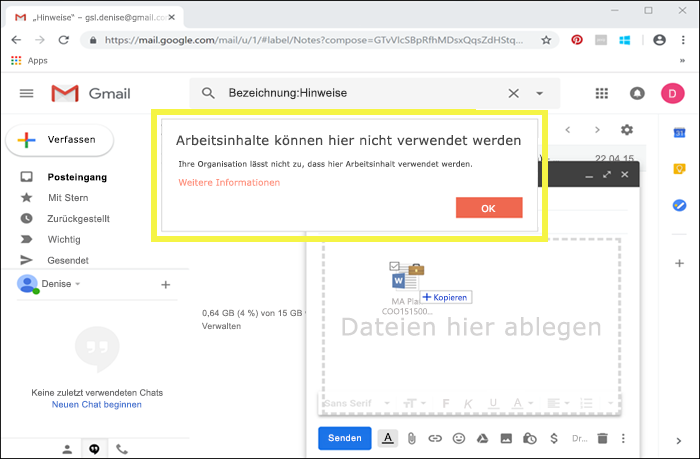 „Hinweise" – gsl.denise@gmail.co
https://mail.google.com/mail/u/1/#label/Notes?compose=GTvVlcSBpRfhMDsxQqsZdHStq...
Apps
Gmail
Bezeichnung:Hinweise
D
Verfassen
Arbeitsinhalte können hier nicht verwendet werden
Ihre Organisation lässt nicht zu, dass hier Arbeitsinhalt verwendet werden.
Weitere Informationen
OK
22.04.15
Posteingang
Mit Stern
Zurückgestellt
Wichtig
Gesendet
Denise
MA Pla
COO151500...
Kopieren
Dateien hier ablegen
0,64 GB (4 %) von 15 GB
Verwalten
Keine zuletzt verwendeten Chats
Neuen Chat beginnen
Sans Serif
Senden
Dr...